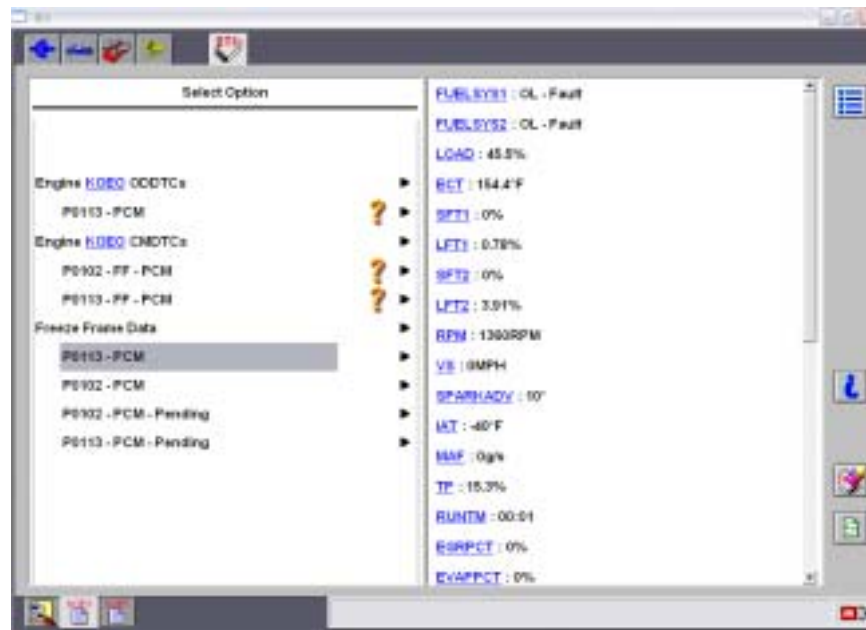 Select Option
Engine KOEO ODDTCs
P0113 - PCM
Engine KOEO CMDTCs
P0102 - FF - PCM
P0113 - FF - PCM
Freeze Frame Data
P0113 - PCM
P0102 - PCM
P0102 - PCM - Pending
P0113 - PCM - Pending
FUELSYS1 : OL - Fault
FUELSYS2 : OL - Fault
LOAD : 45.5%
ECT : 154.4°F
SFT1 : 0%
LFT1 : 0.78%
SFT2 : 0%
LFT2 : 3.91%
RPM : 1360RPM
VS : 0MPH
SPARKADV : 10°
IAT : -40°F
MAF : 0g/s
TP : 15.3%
RUNTM : 00:01
EGRPCT : 0%
EVAPPCT : 0%